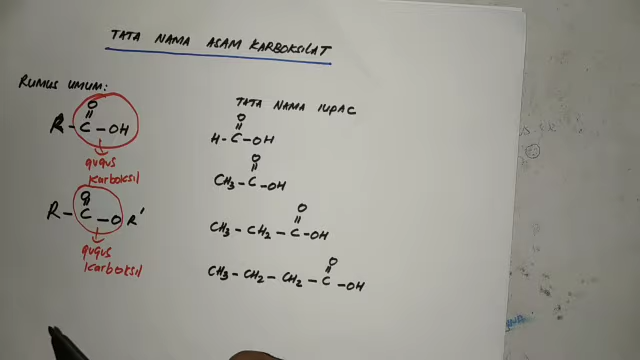 TATA NAMA ASAM KARBOKSILAT
RUMUS UMUM:
O
R - C - OH
gugus
karboksil
O
R - C - O R'
gugus
karboksil
TATA NAMA IUPAC
O
H - C - OH
O
CH3 - C - OH
O
CH3 - CH2 - C - OH
O
CH3 - CH2 - CH2 - C - OH